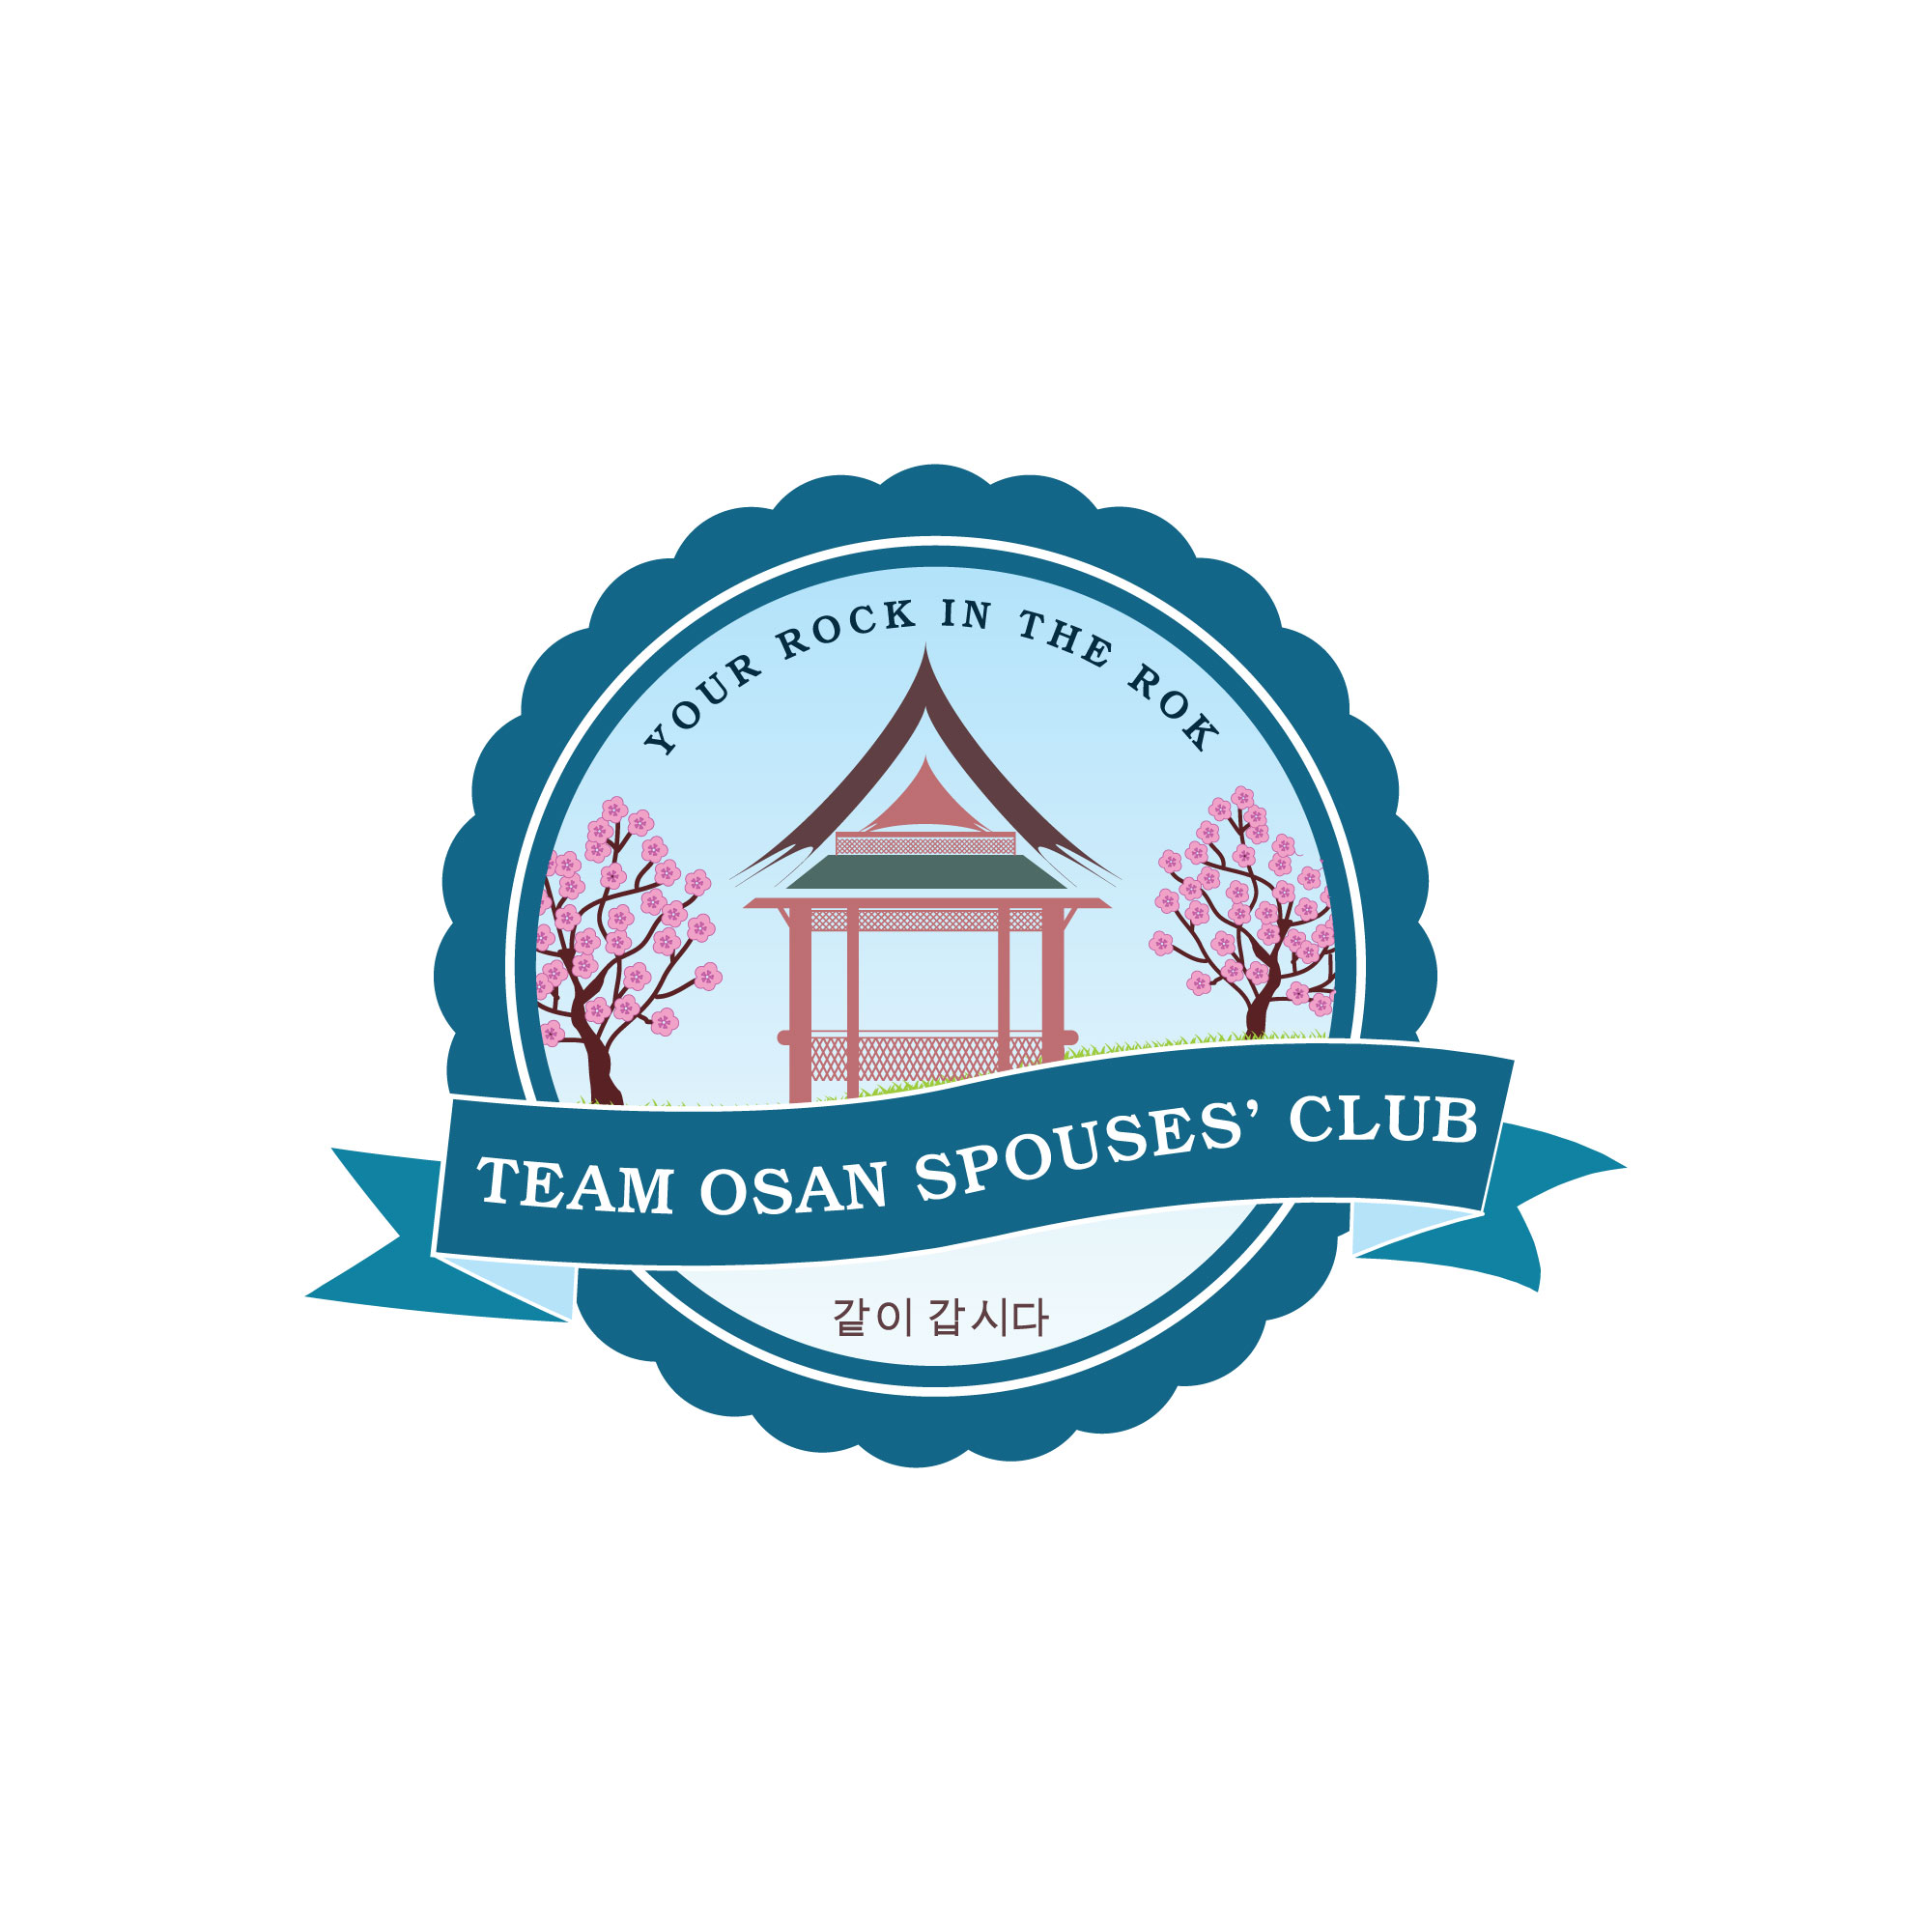 YOUR ROCK IN THE ROK
TEAM OSAN SPOUSES’ CLUB
같이 갑시다